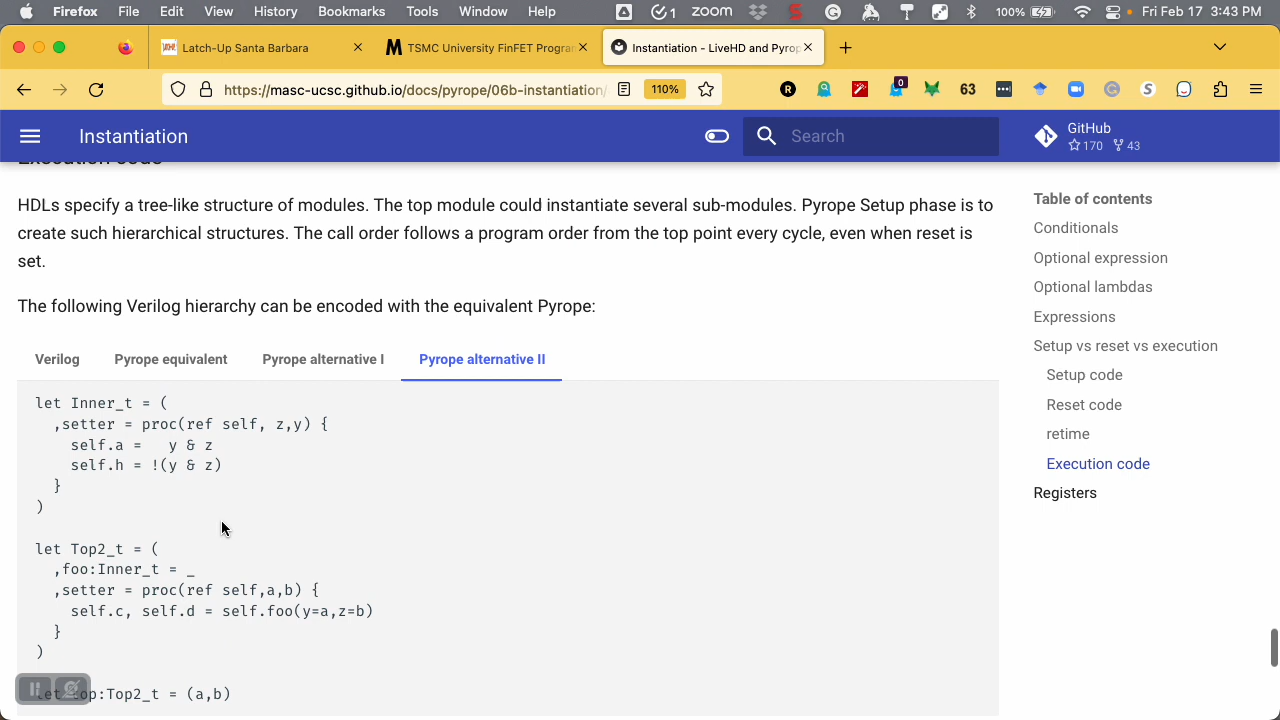 Firefox File Edit View History Bookmarks Tools Window Help 1 zoom 100% Fri Feb 17 3:43 PM
Latch-Up Santa Barbara
TSMC University FinFET Progra
Instantiation - LiveHD and Pyrop
https://masc-ucsc.github.io/docs/pyrope/06b-instantiation/
110%
0
63
Instantiation
Search
GitHub
170 43
Execution code
HDLs specify a tree-like structure of modules. The top module could instantiate several sub-modules. Pyrope Setup phase is to
create such hierarchical structures. The call order follows a program order from the top point every cycle, even when reset is
set.
The following Verilog hierarchy can be encoded with the equivalent Pyrope:
Verilog Pyrope equivalent Pyrope alternative I Pyrope alternative II
let Inner_t = (
,setter = proc(ref self, z,y) {
self.a =   y & z
self.h = !(y & z)
}
)
let Top2_t = (
,foo:Inner_t = _
,setter = proc(ref self,a,b) {
self.c, self.d = self.foo(y=a,z=b)
}
)
let top:Top2_t = (a,b)
Table of contents
Conditionals
Optional expression
Optional lambdas
Expressions
Setup vs reset vs execution
Setup code
Reset code
retime
Execution code
Registers